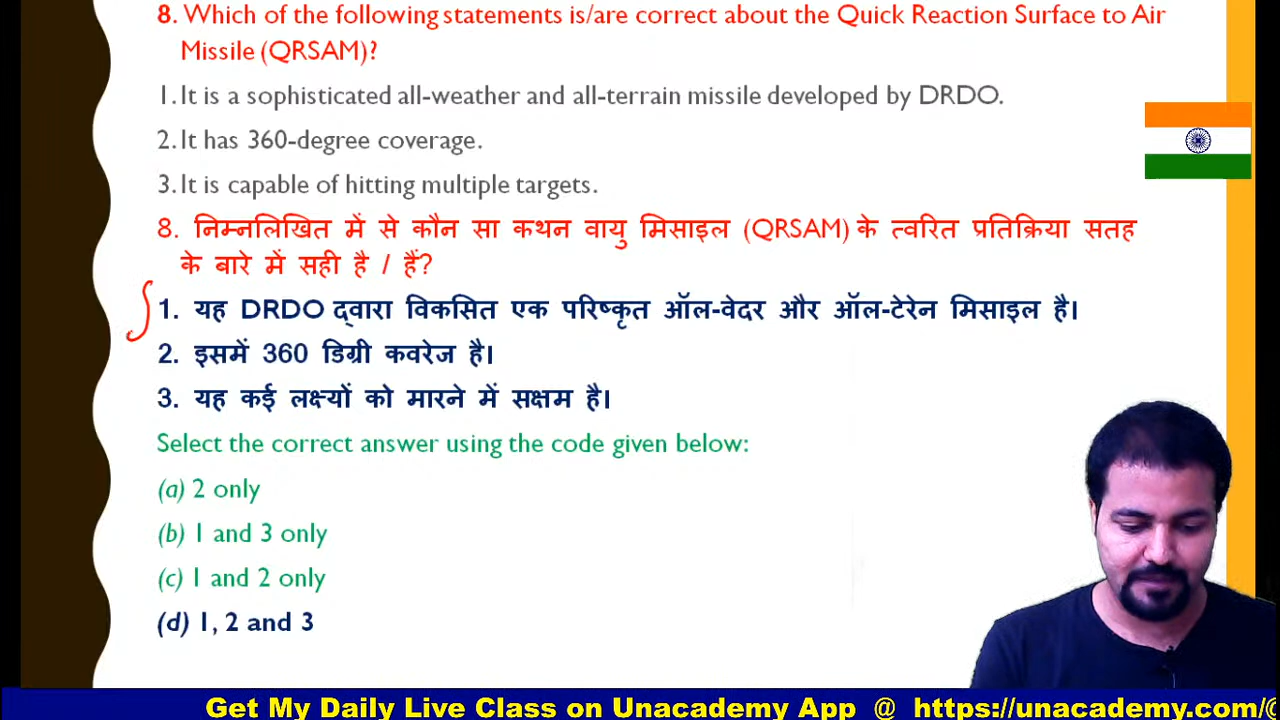 8. Which of the following statements is/are correct about the Quick Reaction Surface to Air
Missile (QRSAM)?
1. It is a sophisticated all-weather and all-terrain missile developed by DRDO.
2. It has 360-degree coverage.
3. It is capable of hitting multiple targets.
8. निम्नलिखित में से कौन सा कथन वायु मिसाइल (QRSAM) के त्वरित प्रतिक्रिया सतह
के बारे में सही है / हैं?
1. यह DRDO द्वारा विकसित एक परिष्कृत ऑल-वेदर और ऑल-टेरेन मिसाइल है।
2. इसमें 360 डिग्री कवरेज है।
3. यह कई लक्ष्यों को मारने में सक्षम है।
Select the correct answer using the code given below:
(a) 2 only
(b) 1 and 3 only
(c) 1 and 2 only
(d) 1, 2 and 3
Get My Daily Live Class on Unacademy App @ https://unacademy.com/@